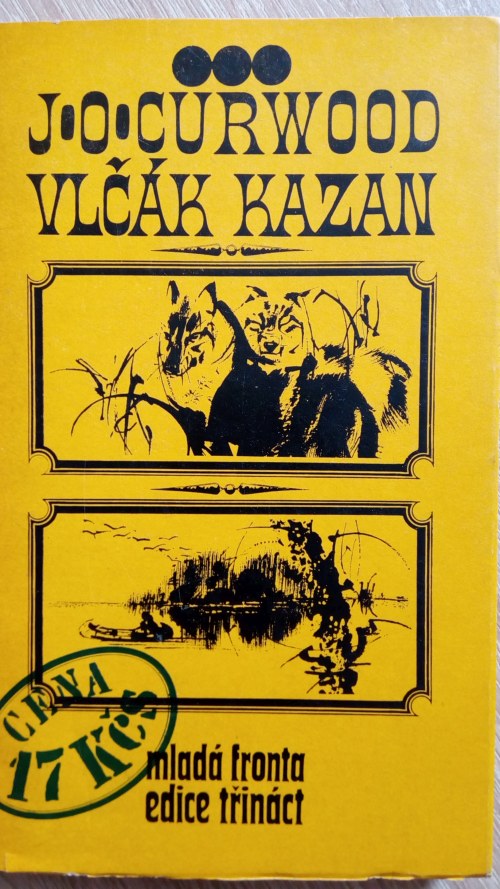 J•O•CURWOOD
VLČÁK KAZAN
CENA
17 Kčs
mladá fronta
edice třináct